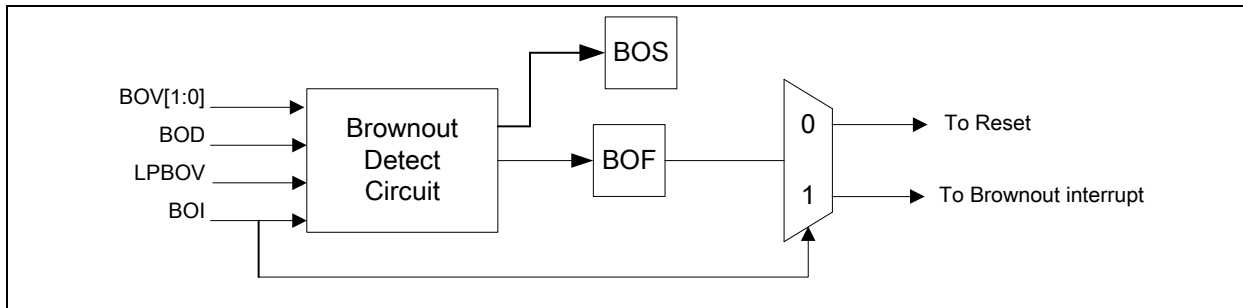 BOV[1:0]
BOD
LPBOV
BOI
Brownout
Detect
Circuit
BOS
BOF
0
1
To Reset
To Brownout interrupt